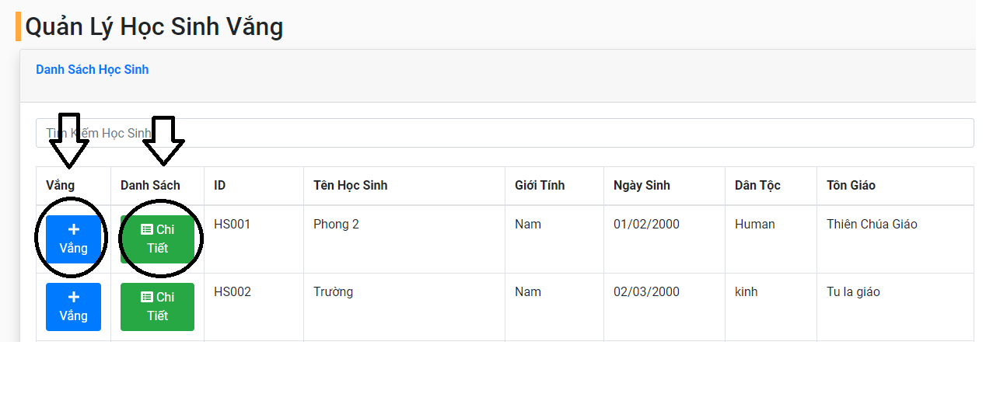 Quản Lý Học Sinh Vắng
Danh Sách Học Sinh
Tìm Kiếm Học Sinh
Vắng Danh Sách ID Tên Học Sinh Giới Tính Ngày Sinh Dân Tộc Tôn Giáo
Vắng Chi Tiết HS001 Phong 2 Nam 01/02/2000 Human Thiên Chúa Giáo
Vắng Chi Tiết HS002 Trường Nam 02/03/2000 kinh Tu la giáo